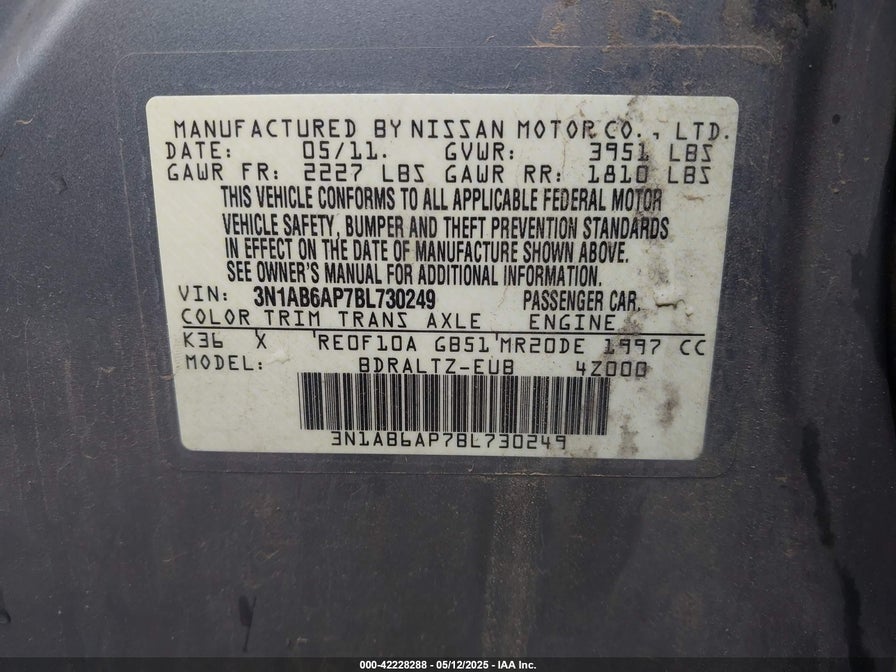 MANUFACTURED BY NISSAN MOTOR CO., LTD.
DATE: 05/11. GVWR: 3951 LBS
GAWR FR: 2227 LBS GAWR RR: 1810 LBS
THIS VEHICLE CONFORMS TO ALL APPLICABLE FEDERAL MOTOR
VEHICLE SAFETY, BUMPER AND THEFT PREVENTION STANDARDS
IN EFFECT ON THE DATE OF MANUFACTURE SHOWN ABOVE.
SEE OWNER'S MANUAL FOR ADDITIONAL INFORMATION.
VIN: 3N1AB6AP7BL730249 PASSENGER CAR.
COLOR TRIM TRANS AXLE ENGINE
K36 X RE0F10A GB51 MR20DE 1997 CC
MODEL: BDRALTZ-EUB 4Z000
3N1AB6AP7BL730249
000-42228288 - 05/12/2025 - IAA Inc.